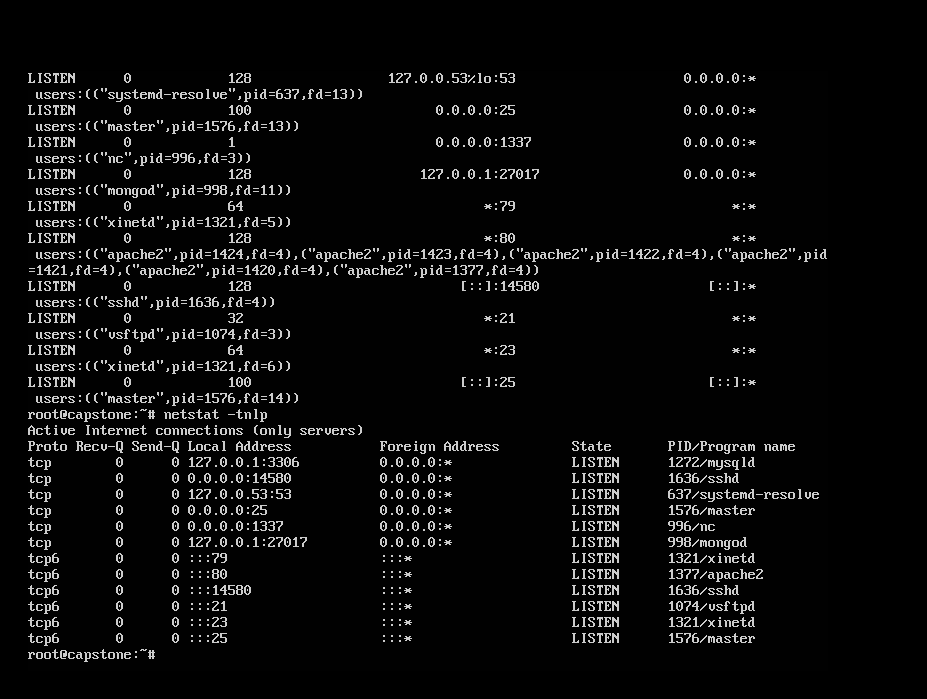 LISTEN 0 128 127.0.0.53%lo:53 0.0.0.0:*
users:(("systemd-resolve",pid=637,fd=13))
LISTEN 0 100 0.0.0.0:25 0.0.0.0:*
users:(("master",pid=1576,fd=13))
LISTEN 0 1 0.0.0.0:1337 0.0.0.0:*
users:(("nc",pid=996,fd=3))
LISTEN 0 128 127.0.0.1:27017 0.0.0.0:*
users:(("mongod",pid=998,fd=11))
LISTEN 0 64 *:79 *:*
users:(("xinetd",pid=1321,fd=5))
LISTEN 0 128 *:80 *:*
users:(("apache2",pid=1424,fd=4),("apache2",pid=1423,fd=4),("apache2",pid=1422,fd=4),("apache2",pid
=1421,fd=4),("apache2",pid=1420,fd=4),("apache2",pid=1377,fd=4))
LISTEN 0 128 [::]:14580 [::]:*
users:(("sshd",pid=1636,fd=4))
LISTEN 0 32 *:21 *:*
users:(("vsftpd",pid=1074,fd=3))
LISTEN 0 64 *:23 *:*
users:(("xinetd",pid=1321,fd=6))
LISTEN 0 100 [::]:25 [::]:*
users:(("master",pid=1576,fd=14))
root@capstone:~# netstat -tnlp
Active Internet connections (only servers)
Proto Recv-Q Send-Q Local Address Foreign Address State PID/Program name
tcp 0 0 127.0.0.1:3306 0.0.0.0:* LISTEN 1272/mysqld
tcp 0 0 0.0.0.0:14580 0.0.0.0:* LISTEN 1636/sshd
tcp 0 0 127.0.0.53:53 0.0.0.0:* LISTEN 637/systemd-resolve
tcp 0 0 0.0.0.0:25 0.0.0.0:* LISTEN 1576/master
tcp 0 0 0.0.0.0:1337 0.0.0.0:* LISTEN 996/nc
tcp 0 0 127.0.0.1:27017 0.0.0.0:* LISTEN 998/mongod
tcp6 0 0 :::79 :::* LISTEN 1321/xinetd
tcp6 0 0 :::80 :::* LISTEN 1377/apache2
tcp6 0 0 :::14580 :::* LISTEN 1636/sshd
tcp6 0 0 :::21 :::* LISTEN 1074/vsftpd
tcp6 0 0 :::23 :::* LISTEN 1321/xinetd
tcp6 0 0 :::25 :::* LISTEN 1576/master
root@capstone:~#